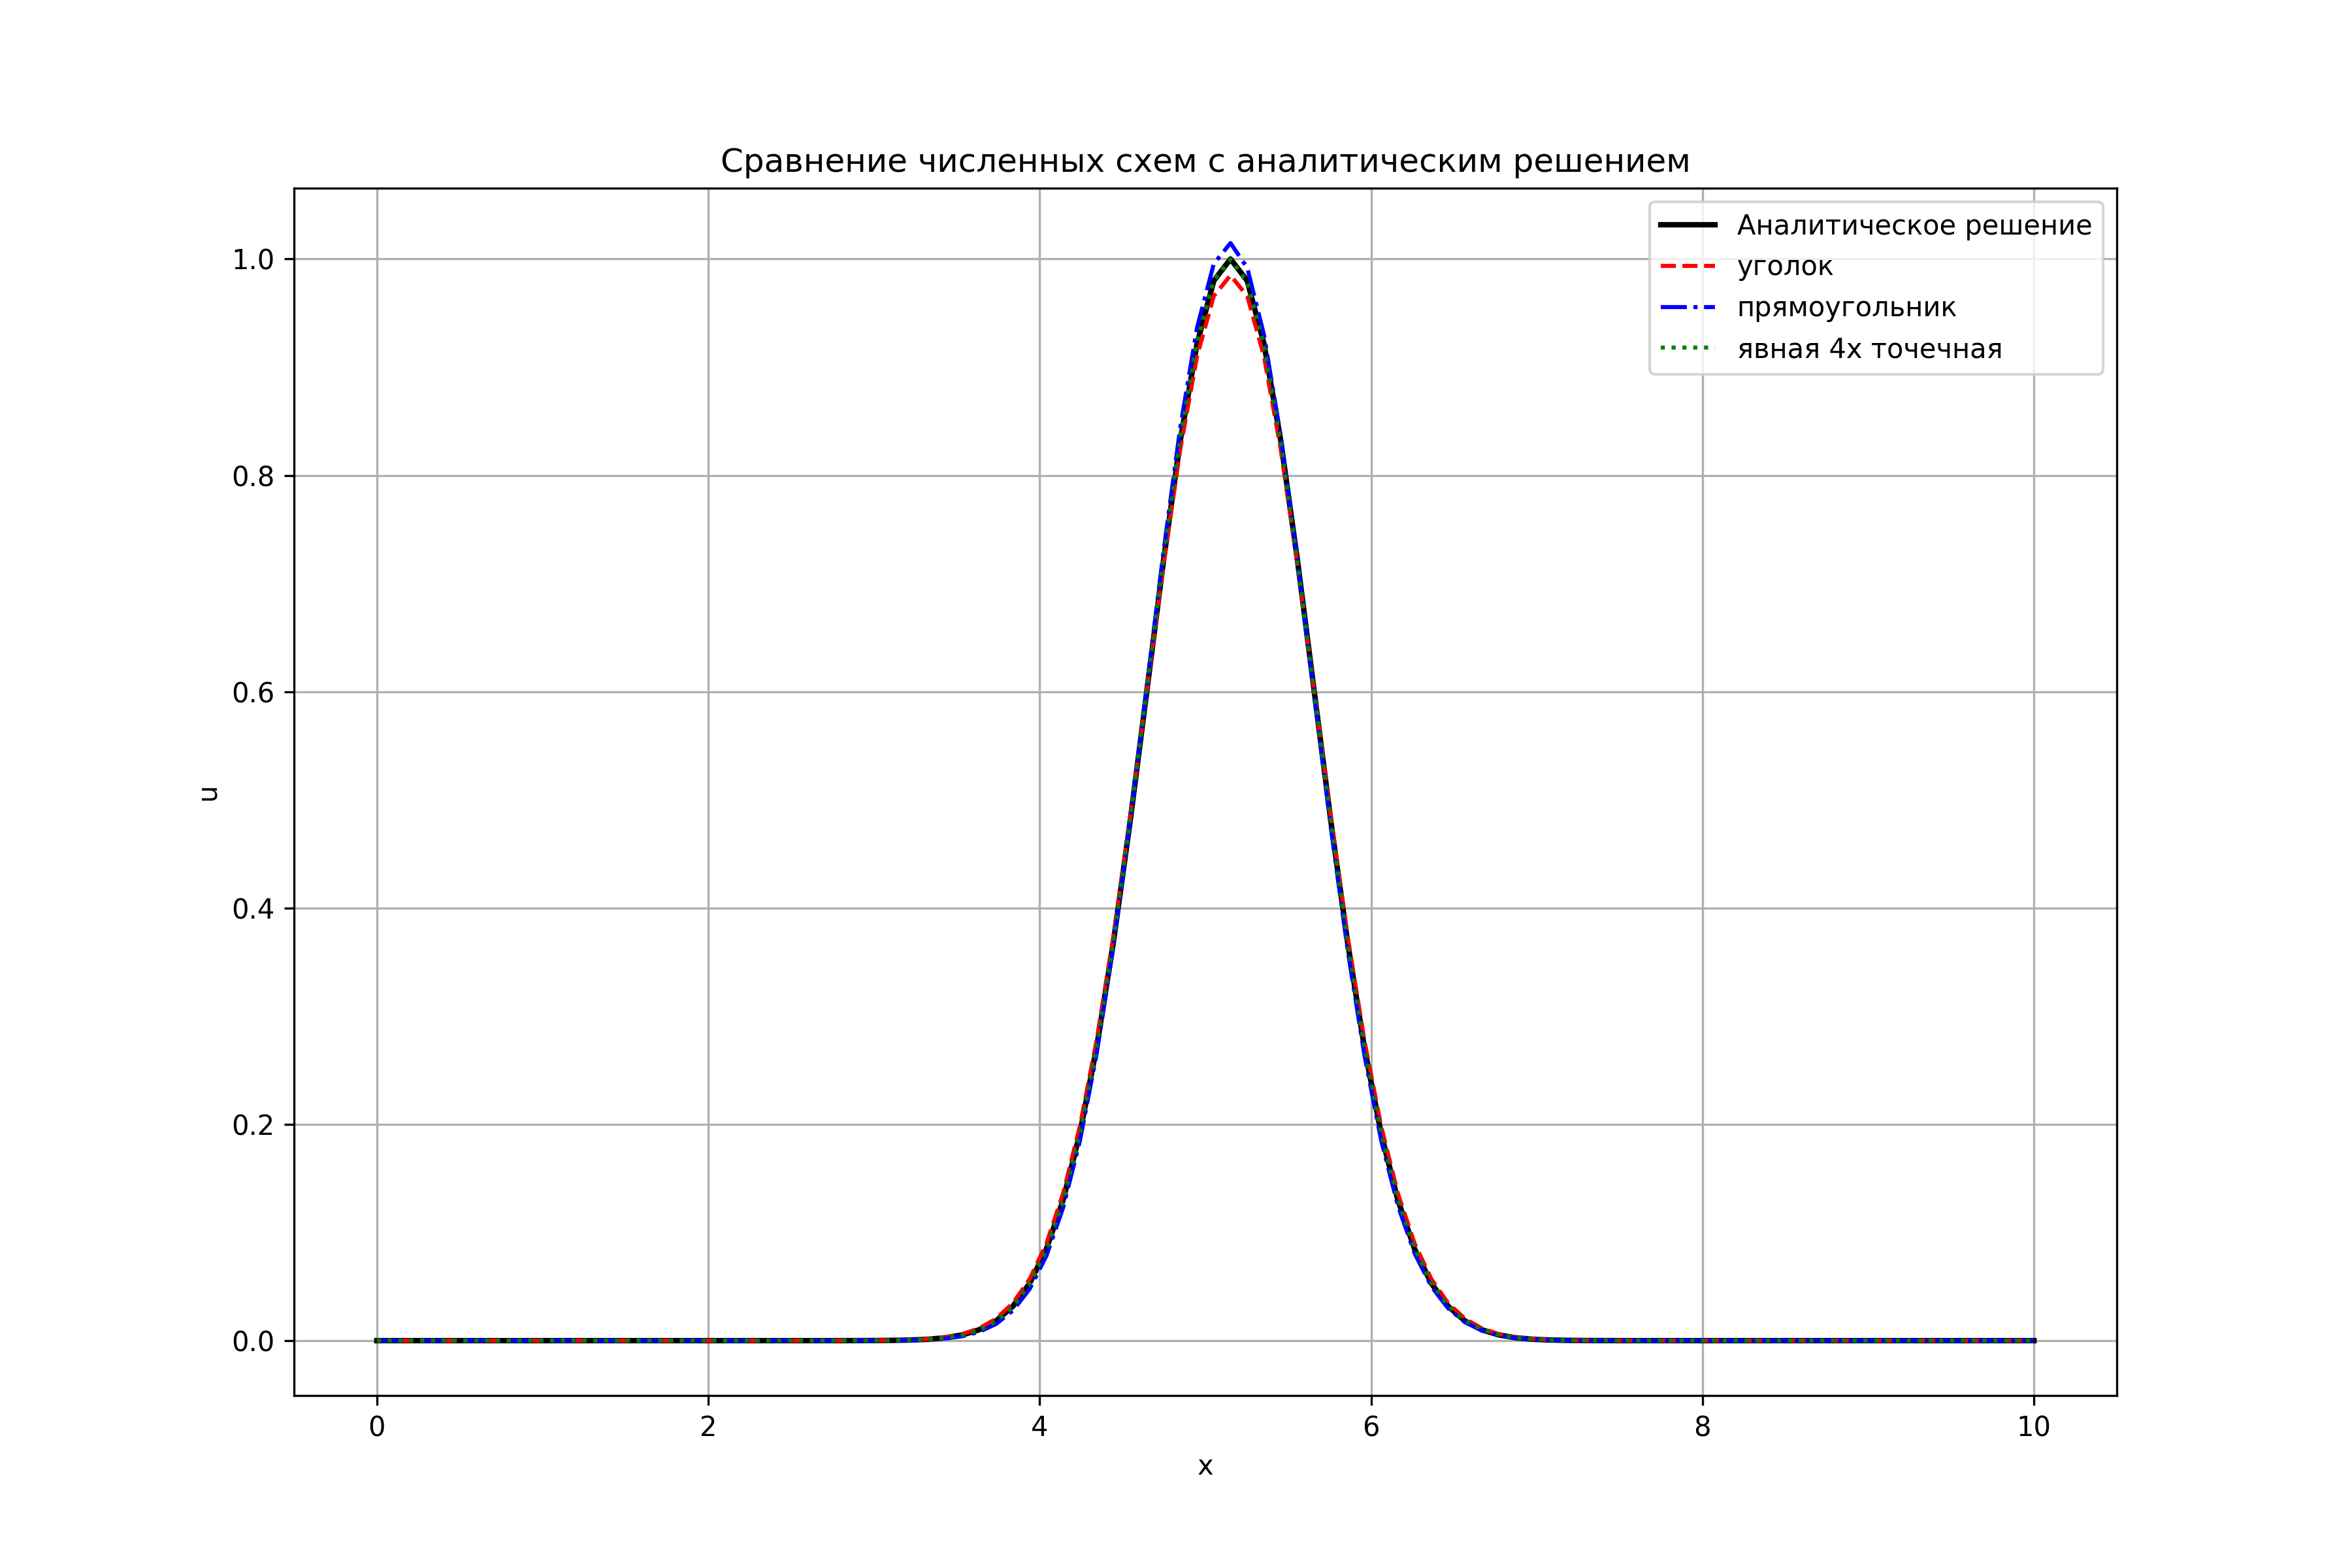 Сравнение численных схем с аналитическим решением
Аналитическое решение
уголок
прямоугольник
явная 4х точечная
1.0
0.8
0.6
0.4
0.2
0.0
u
0 2 4 6 8 10
x